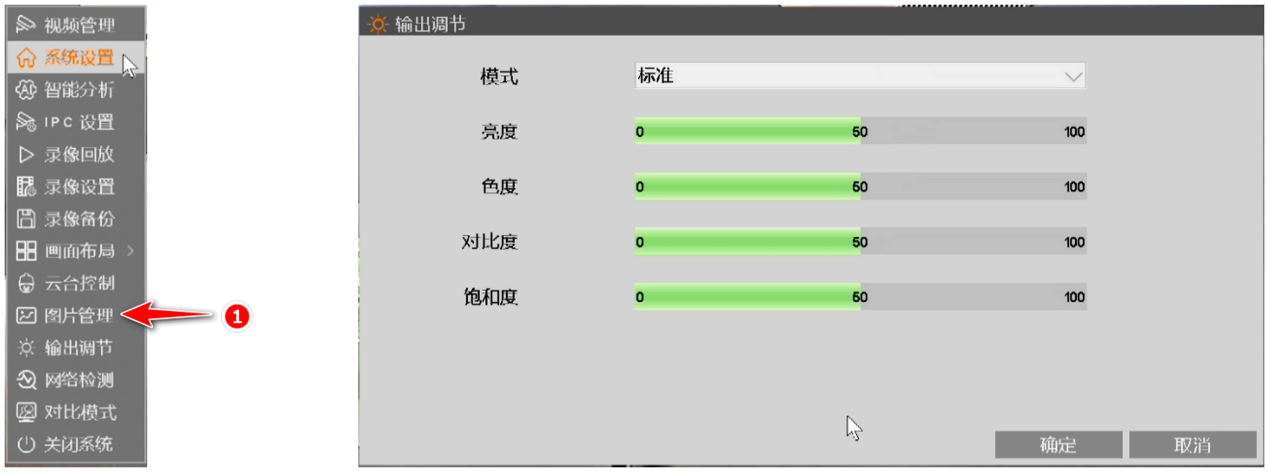 视频管理
系统设置
智能分析
IPC 设置
录像回放
录像设置
录像备份
画面布局 >
云台控制
图片管理
输出调节
网络检测
对比模式
关闭系统
1
输出调节
模式 标准
亮度 0 50 100
色度 0 50 100
对比度 0 50 100
饱和度 0 50 100
确定 取消